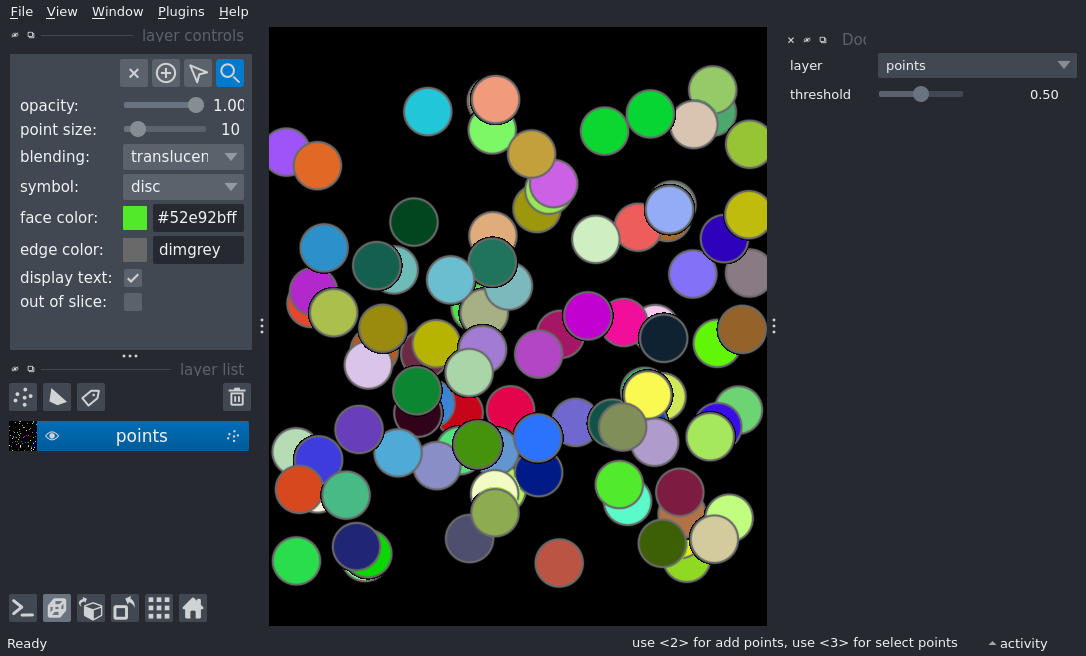 File View Window Plugins Help
layer controls
opacity: 1.00
point size: 10
blending: translucen
symbol: disc
face color: #52e92bff
edge color: dimgrey
display text:
out of slice:
layer list
points
Doc
layer points
threshold 0.50
Ready
use <2> for add points, use <3> for select points
activity